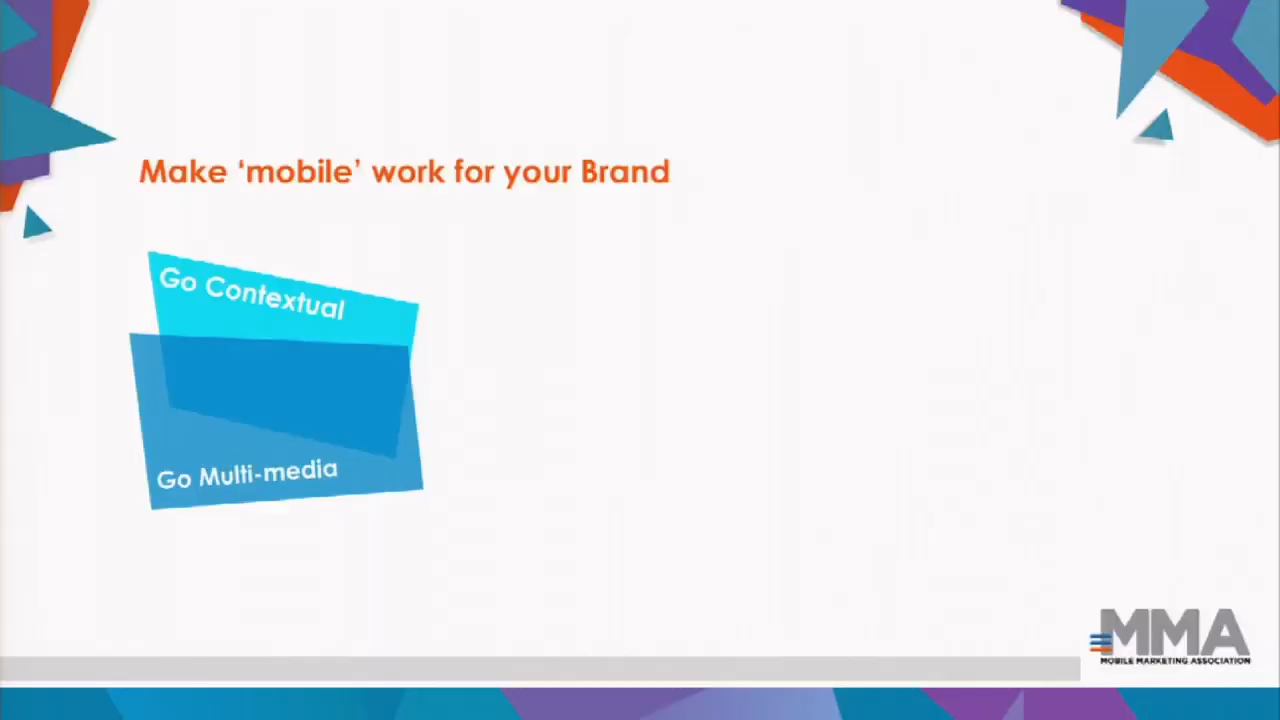 Make ‘mobile’ work for your Brand
Go Contextual
Go Multi-media
MMA
MOBILE MARKETING ASSOCIATION